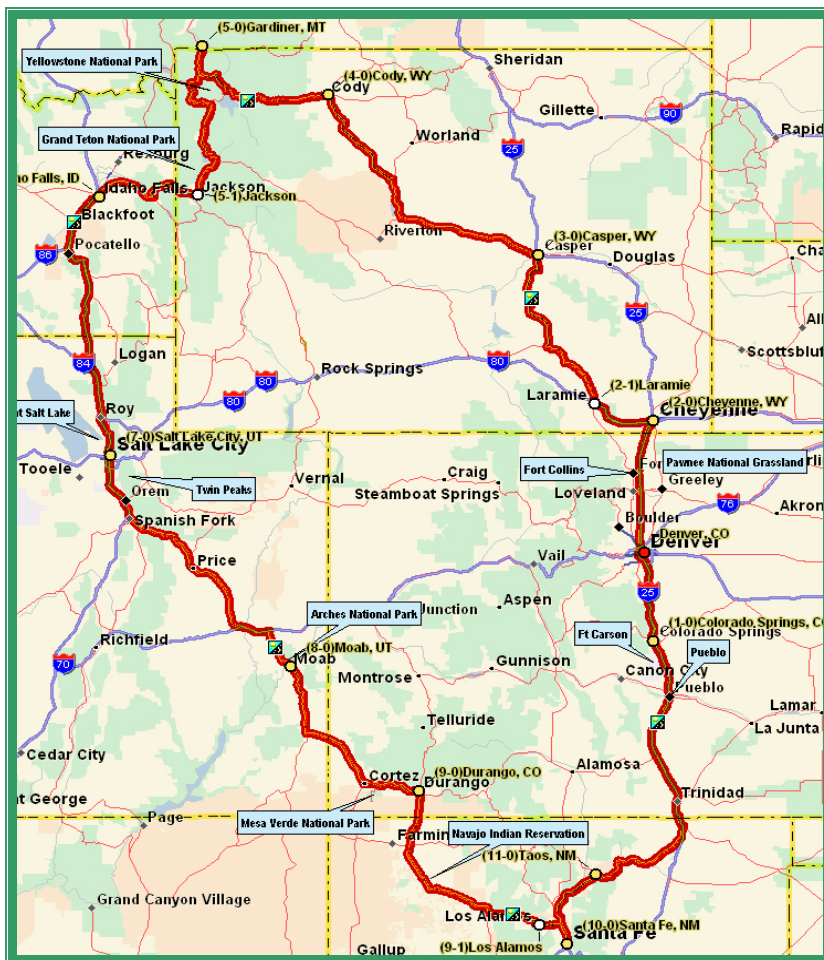 (5-0)Gardiner, MT
Yellowstone National Park
Sheridan
(4-0)Cody, WY
Cody
Gillette
90
Rapid
Worland
25
Grand Teton National Park
Rexburg
o Falls, ID
Idaho Falls
Jackson
(5-1)Jackson
Blackfoot
Riverton
(3-0)Casper, WY
Casper
Pocatello
86
Douglas
Cha
25
All
Logan
84
80
Scottsbluf
Rock Springs
80
Laramie
(2-1)Laramie
80
Roy
(2-0)Cheyenne, WY
Cheyenne
at Salt Lake
(7-0)Salt Lake City, UT
Salt Lake City
Tooele
Fort Collins
For
Pawnee National Grassland
Craig
Greeley
rlin
Vernal
Twin Peaks
Steamboat Springs
Loveland
Orem
76
Akron
Boulder
Spanish Fork
Denver, CO
Denver
Vail
Price
25
Aspen
Arches National Park
Junction
(1-0)Colorado Springs, CO
Colorado Springs
Ft Carson
Richfield
(8-0)Moab, UT
Moab
Pueblo
70
Gunnison
Canon City
Montrose
Pueblo
Lamar
Telluride
La Junta
Cedar City
Alamosa
Cortez
(9-0)Durango, CO
Durango
nt George
Trinidad
Page
Mesa Verde National Park
Farmin
Navajo Indian Reservation
(11-0)Taos, NM
Grand Canyon Village
Los Alamos
(10-0)Santa Fe, NM
Santa Fe
Gallup
(9-1)Los Alamos